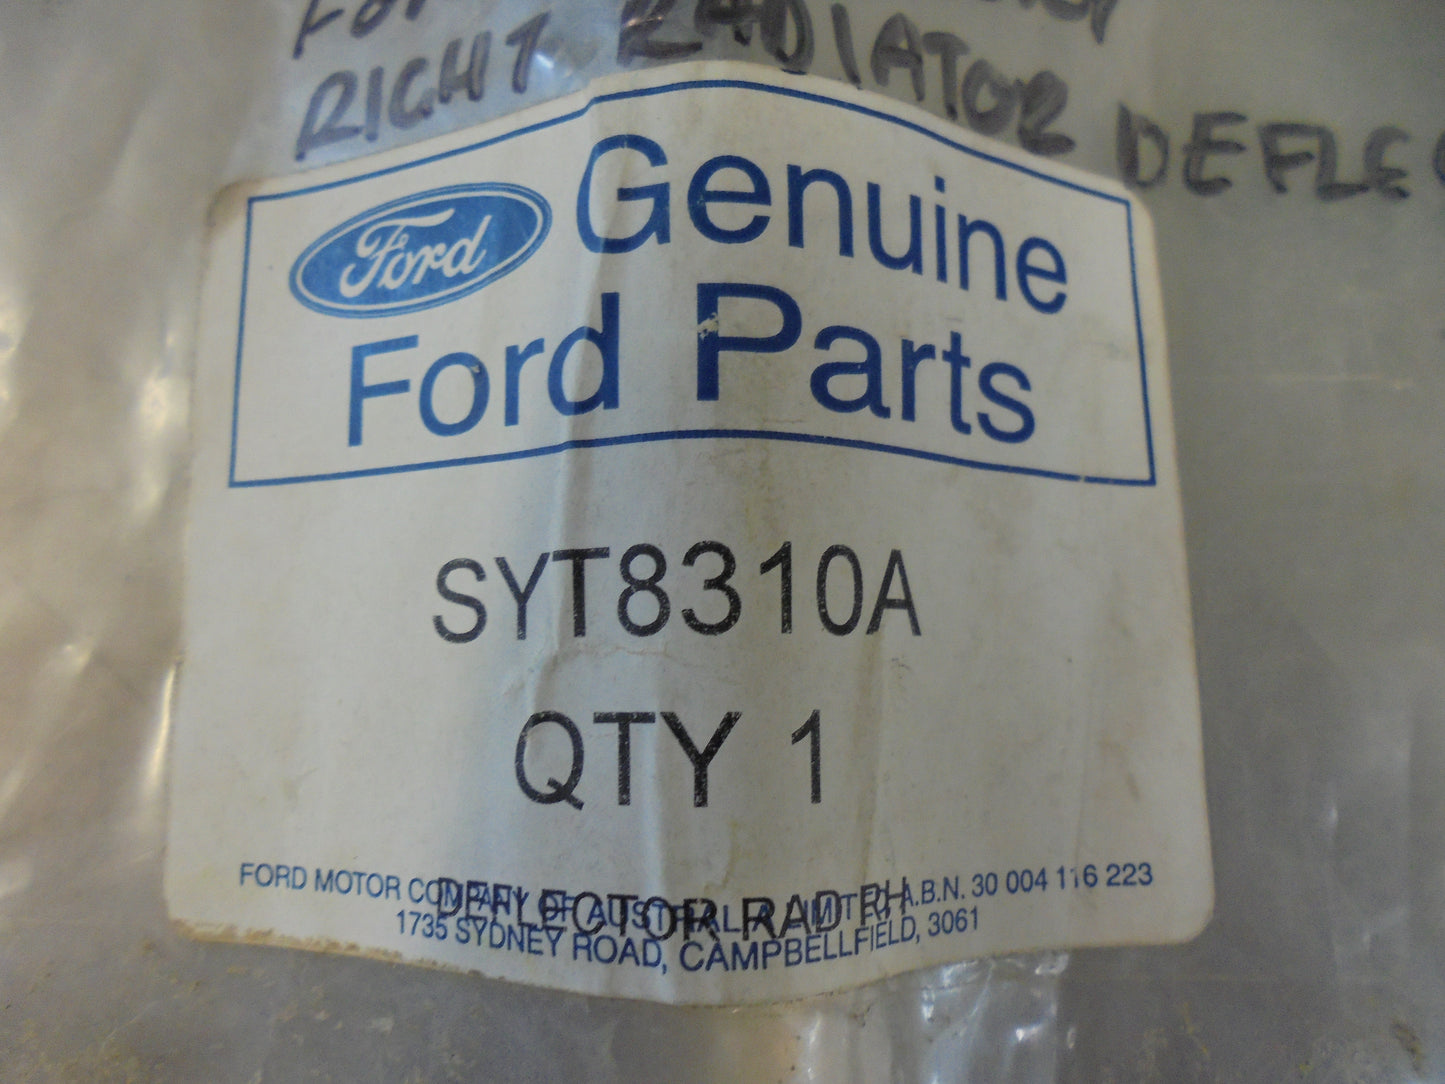 RIGHT RADIATOR DEFLEC
Ford Genuine
Ford Parts
SYT8310A
QTY 1
FORD MOTOR COMPANY OF AUSTRALIA LIMITED, A.B.N. 30 004 116 223
DEFLECTOR RAD RH
1735 SYDNEY ROAD, CAMPBELLFIELD, 3061